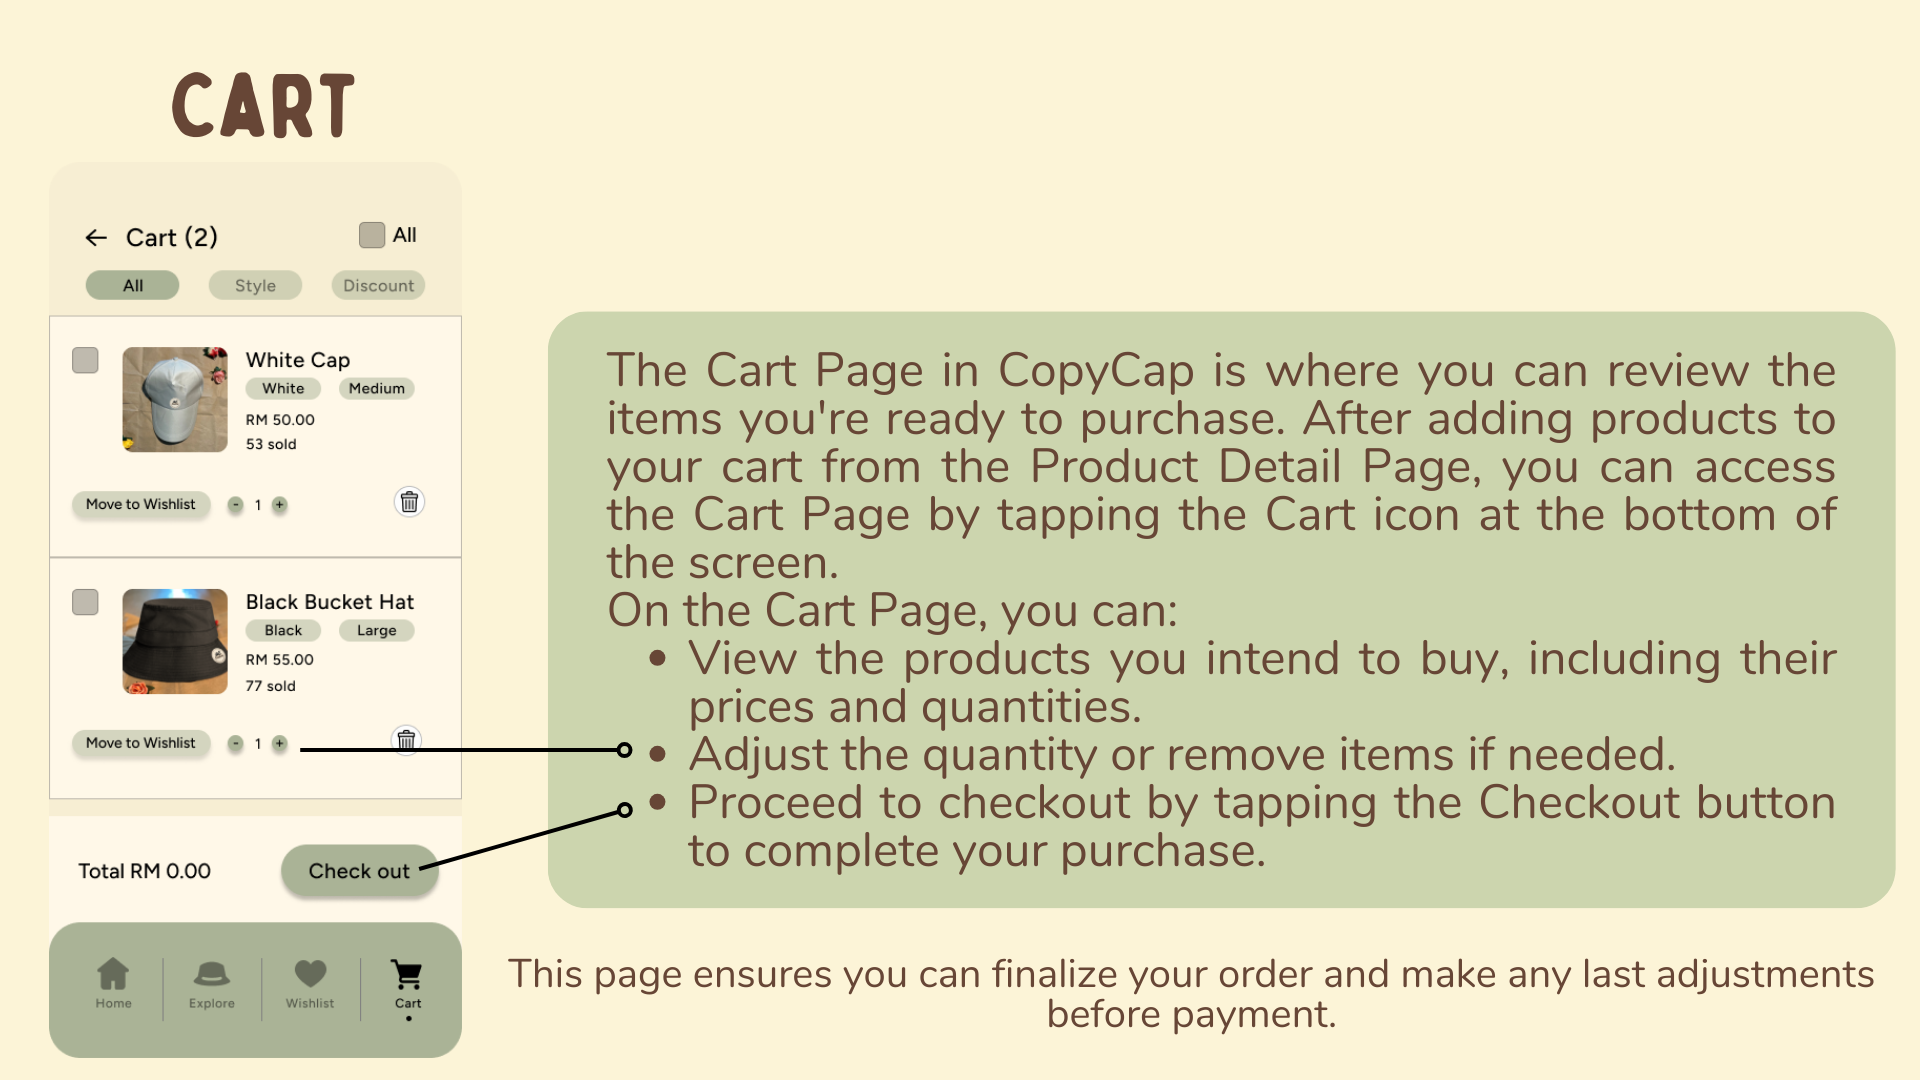 CART
Cart (2)
All
All
Style
Discount
White Cap
White
Medium
RM 50.00
53 sold
Move to Wishlist
- 1 +
Black Bucket Hat
Black
Large
RM 55.00
77 sold
Move to Wishlist
- 1 +
Total RM 0.00
Check out
Home
Explore
Wishlist
Cart
The Cart Page in CopyCap is where you can review the
items you're ready to purchase. After adding products to
your cart from the Product Detail Page, you can access
the Cart Page by tapping the Cart icon at the bottom of
the screen.
On the Cart Page, you can:
• View the products you intend to buy, including their
prices and quantities.
• Adjust the quantity or remove items if needed.
• Proceed to checkout by tapping the Checkout button
to complete your purchase.
This page ensures you can finalize your order and make any last adjustments
before payment.